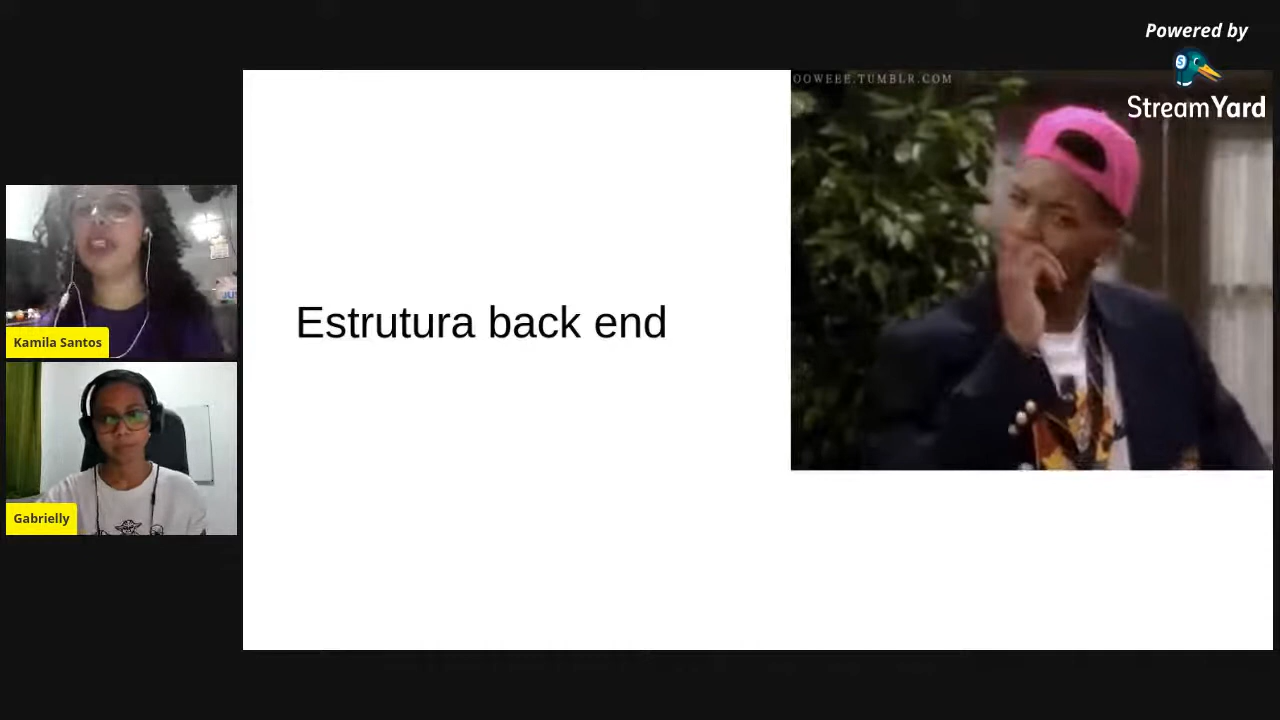 Powered by
StreamYard
OOWEEE.TUMBLR.COM
Estrutura back end
Kamila Santos
Gabrielly